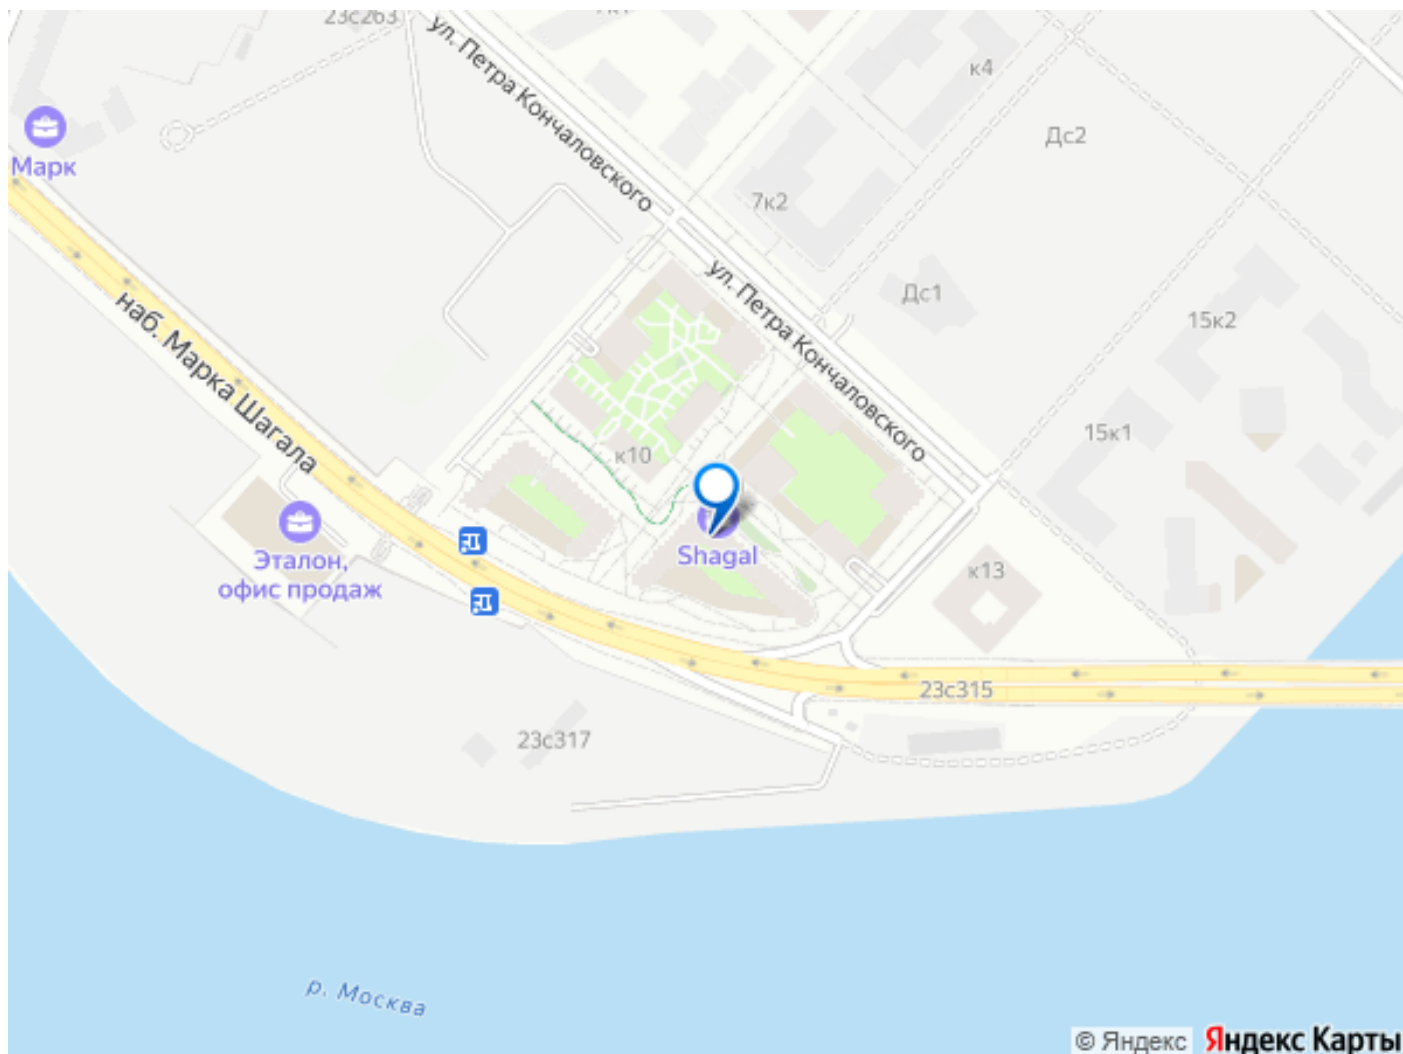 23с263
ул. Петра Кончаловского
к4
Марк
Дс2
7к2
ул. Петра Кончаловского
Дс1
15к2
наб. Марка Шагала
15к1
к10
Shagal
Эталон,
офис продаж
к13
23с315
23с317
р. Москва
© Яндекс Яндекс Карты